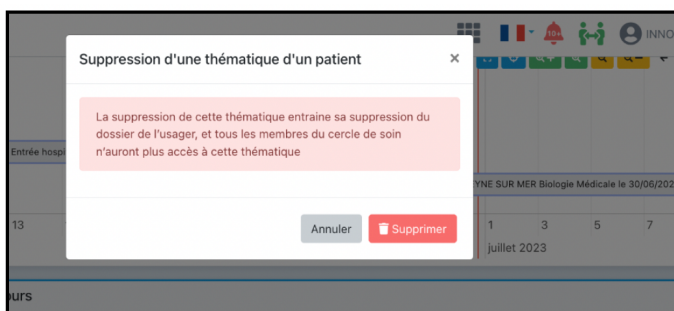 10+
INNO
Suppression d'une thématique d'un patient
×
La suppression de cette thématique entraine sa suppression du
dossier de l'usager, et tous les membres du cercle de soin
n'auront plus accès à cette thématique
Entrée hospi
YNE SUR MER Biologie Médicale le 30/06/202
Annuler
Supprimer
13
1
3
5
7
juillet 2023
ours